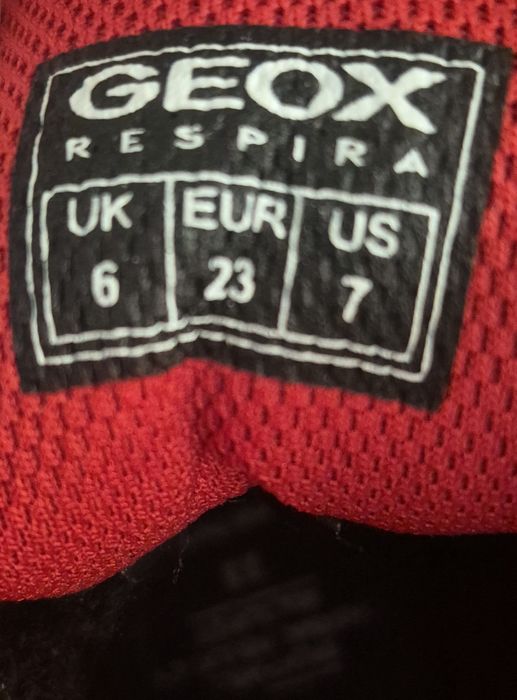 GEOX
RESPIRA
UK EUR US
6 23 7